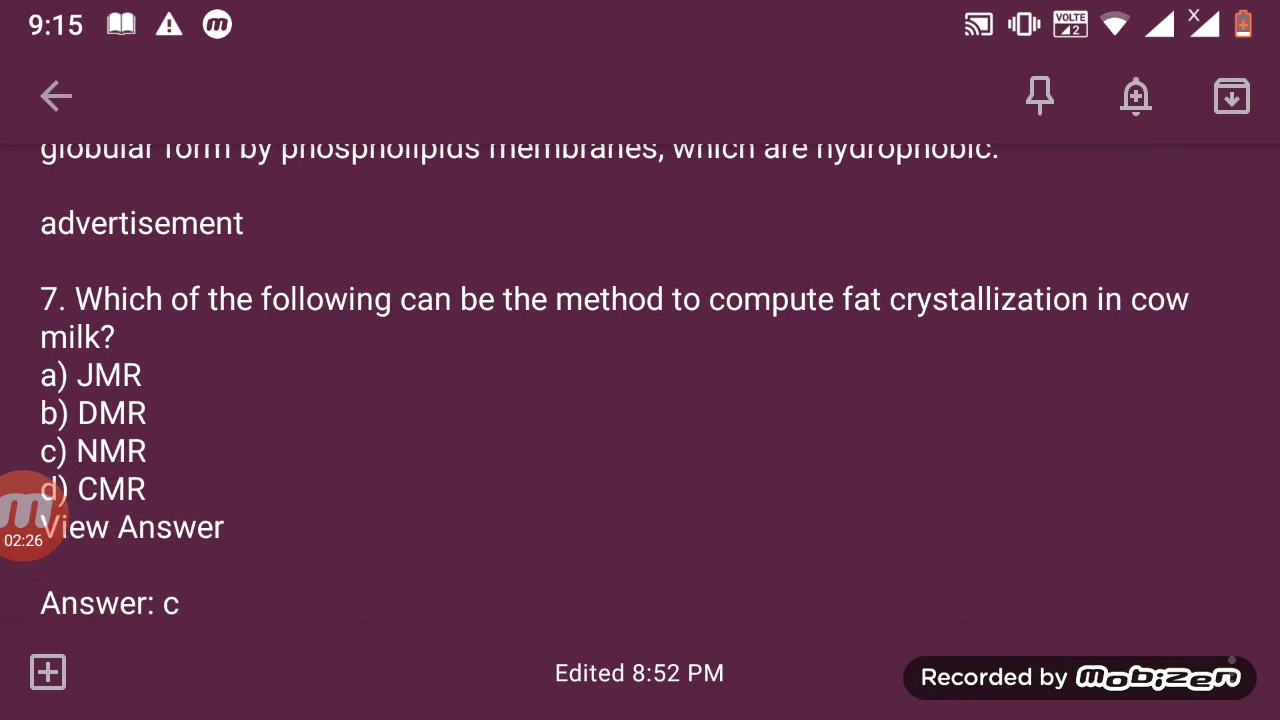 9:15
VOLTE
2
X
globular form by phospholipids membranes, which are hydrophobic.
advertisement
7. Which of the following can be the method to compute fat crystallization in cow
milk?
a) JMR
b) DMR
c) NMR
d) CMR
View Answer
02:26
Answer: c
Edited 8:52 PM
Recorded by mobizen